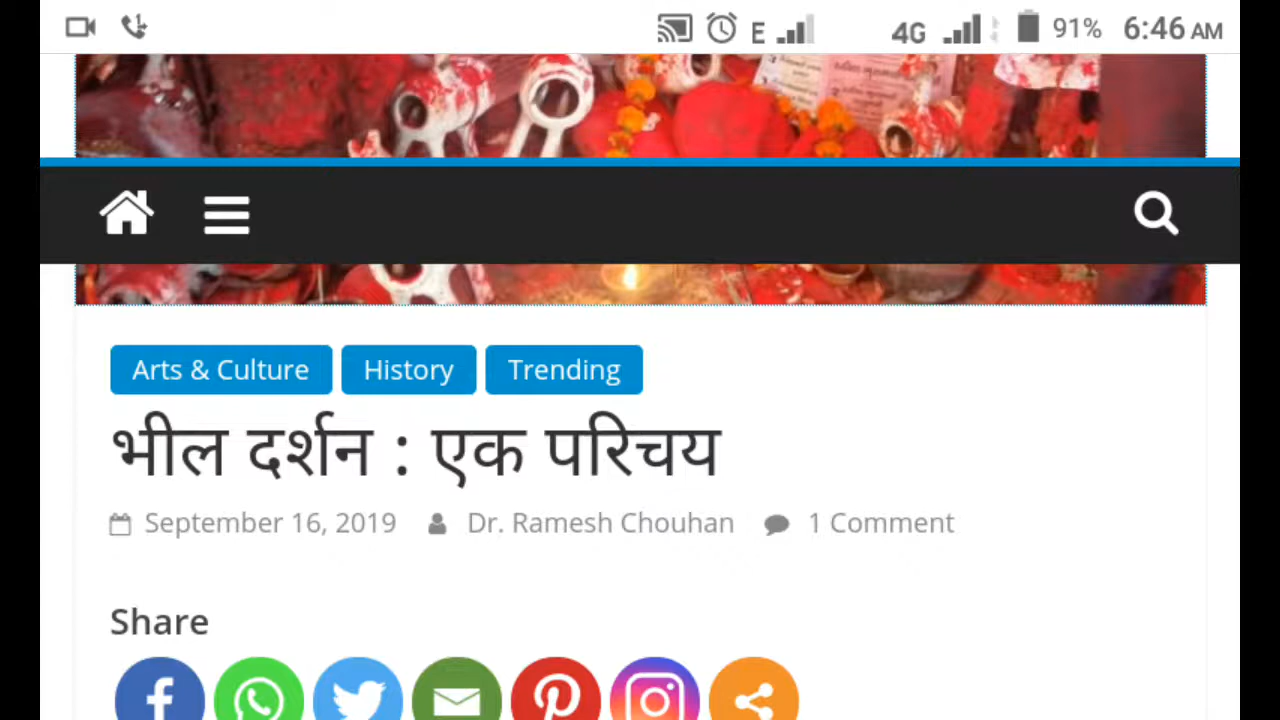 E 4G 91% 6:46 AM
Arts & Culture History Trending
भील दर्शन : एक परिचय
September 16, 2019 Dr. Ramesh Chouhan 1 Comment
Share